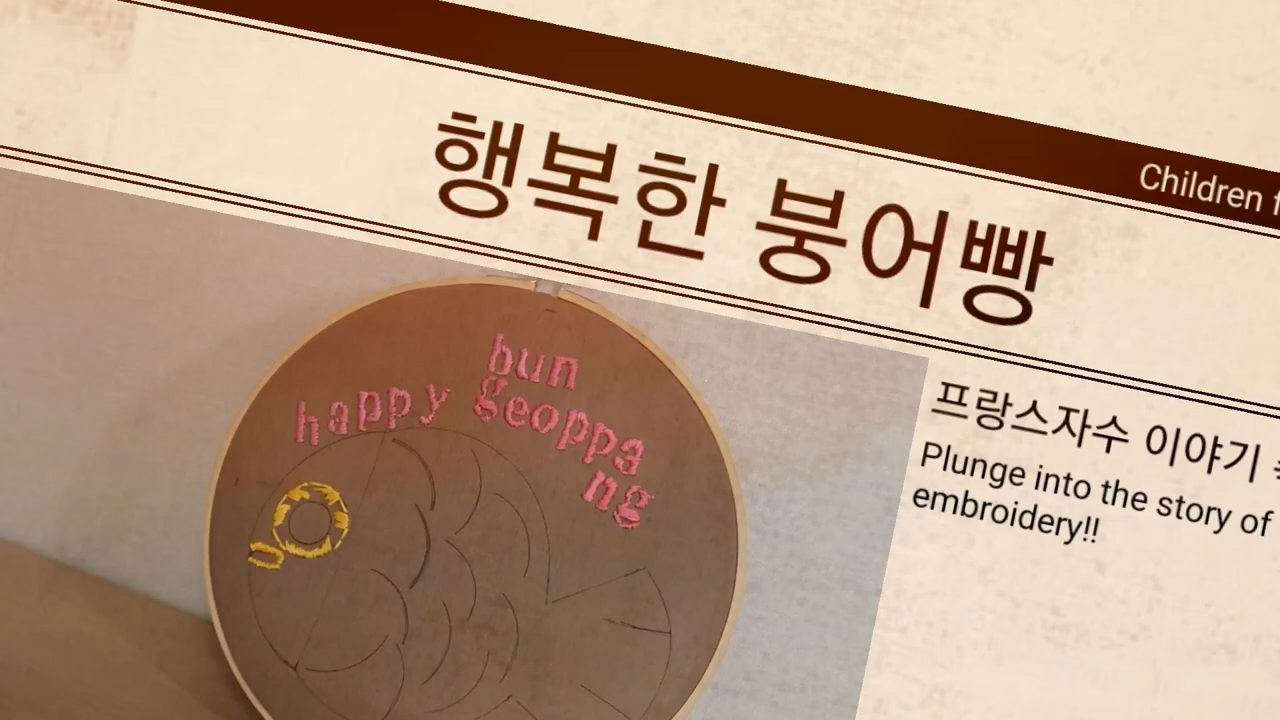 Children
행복한 붕어빵
happy
bun
geoppa
ng
프랑스자수 이야기
Plunge into the story of
embroidery!!